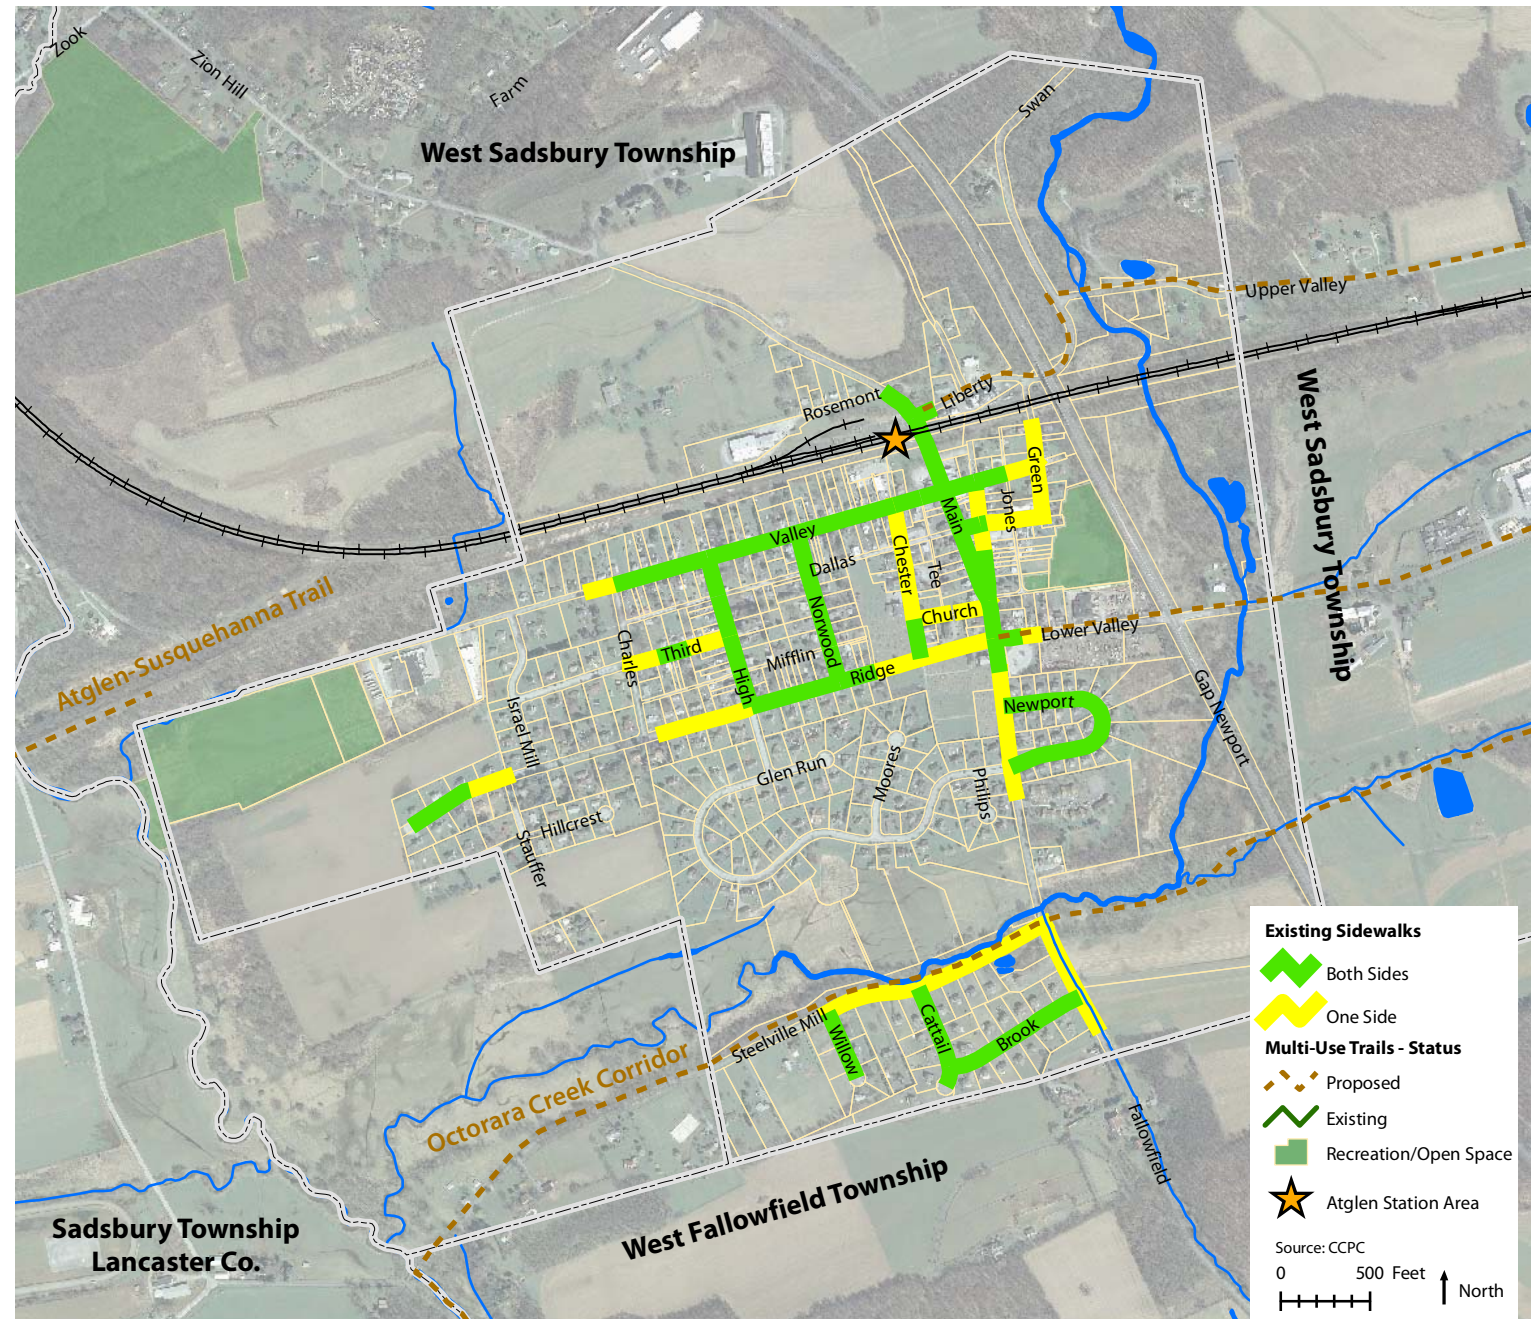 Zook
Zion Hill
Farm
Swan
West Sadsbury Township
Upper Valley
Rosemont
Liberty
West Sadsbury Township
Green
Jones
Main
Valley
Dallas
Chester
Tee
Atglen-Susquehanna Trail
Norwood
Church
Lower Valley
Charles
Third
Mifflin
High
Ridge
Gap Newport
Israel Mill
Newport
Glen Run
Moores
Philips
Hillcrest
Stauffer
Steelville Mill
Willow
Cattail
Brook
Octorara Creek Corridor
Fallowfield
West Fallowfield Township
Sadsbury Township
Lancaster Co.
Existing Sidewalks
Both Sides
One Side
Multi-Use Trails - Status
Proposed
Existing
Recreation/Open Space
Atglen Station Area
Source: CCPC
0 500 Feet
North